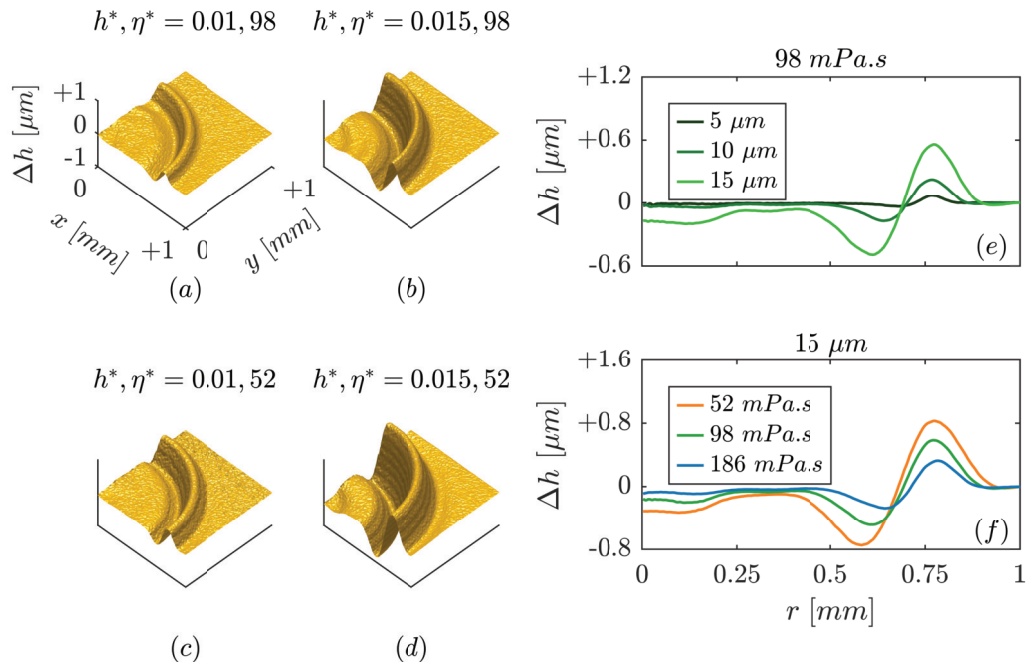 h*, η* = 0.01, 98
h*, η* = 0.015, 98
Δh [μm]
+1
0
-1
0
x [mm]
+1
0
y [mm]
+1
(a)
(b)
h*, η* = 0.01, 52
h*, η* = 0.015, 52
(c)
(d)
98 mPa.s
Δh [μm]
+1.2
+0.6
0
-0.6
5 μm
10 μm
15 μm
(e)
15 μm
Δh [μm]
+1.6
+0.8
0
-0.8
52 mPa.s
98 mPa.s
186 mPa.s
(f)
0
0.25
0.5
0.75
1
r [mm]